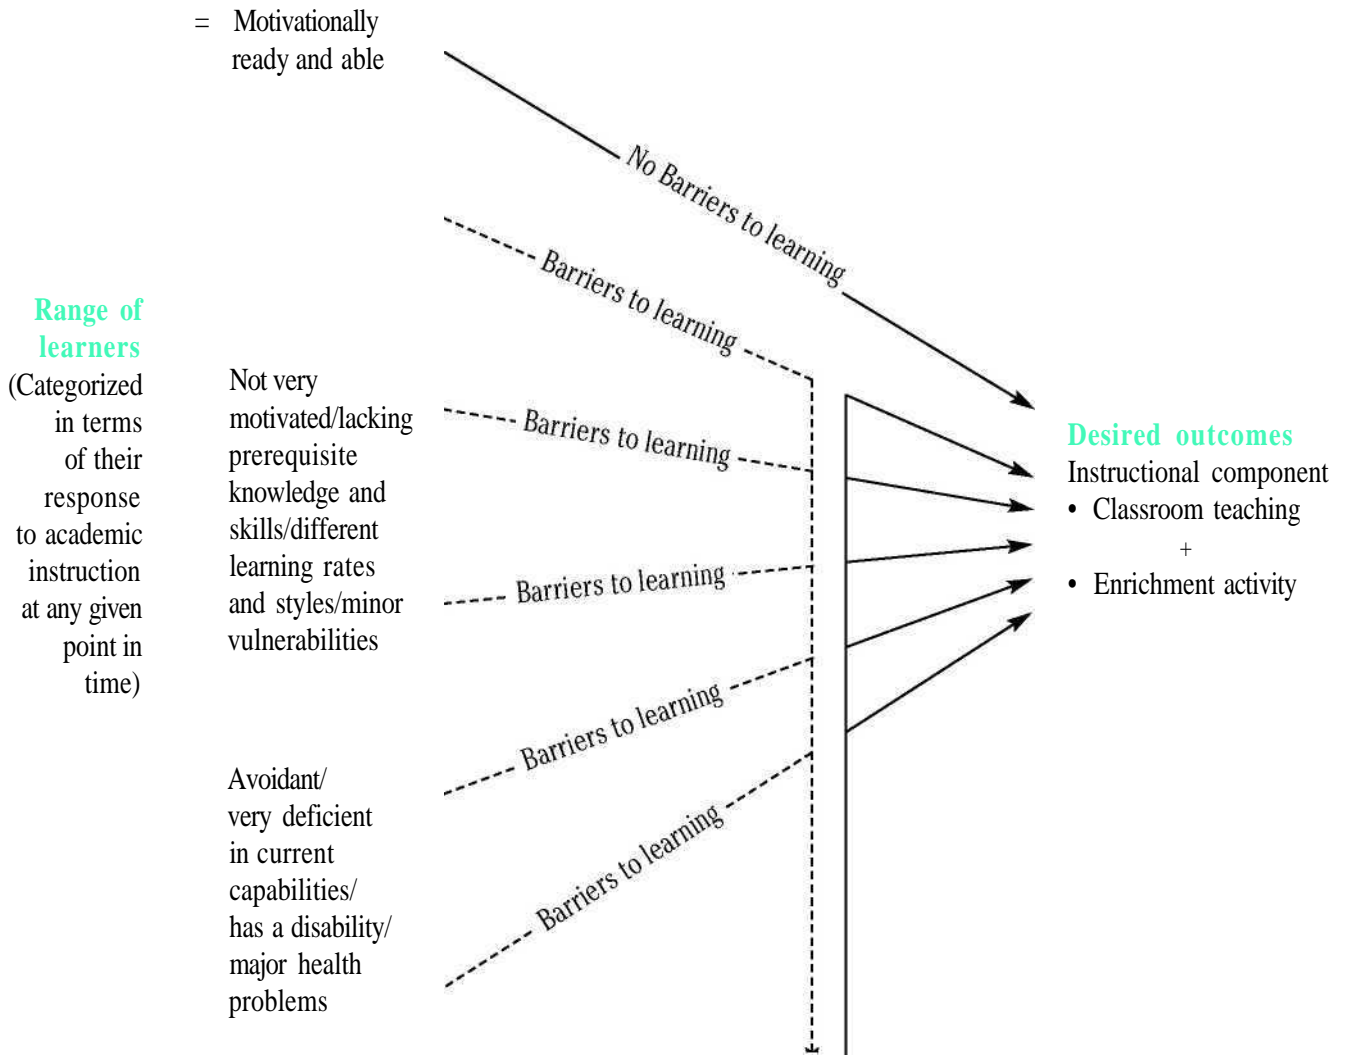 = Motivationally
ready and able
No Barriers to learning
Barriers to learning
Range of
learners
(Categorized
in terms
of their
response
to academic
instruction
at any given
point in
time)
Not very
motivated/lacking
prerequisite
knowledge and
skills/different
learning rates
and styles/minor
vulnerabilities
Barriers to learning
Barriers to learning
Desired outcomes
Instructional component
• Classroom teaching
+
• Enrichment activity
Avoidant/
very deficient
in current
capabilities/
has a disability/
major health
problems
Barriers to learning
Barriers to learning